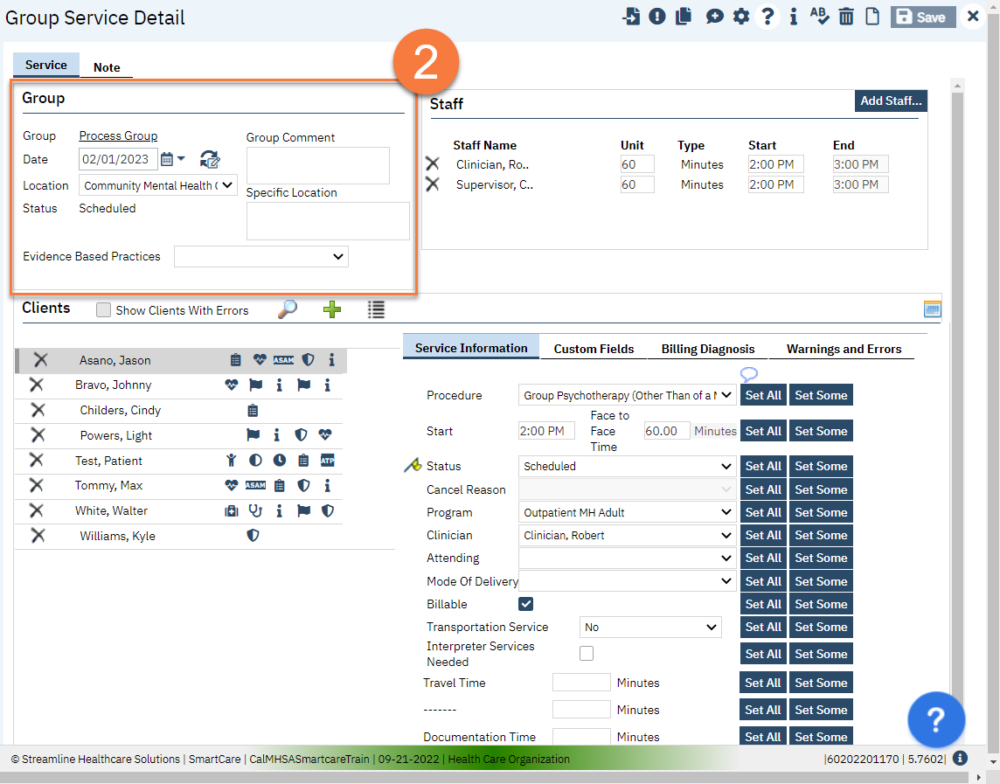 Group Service Detail
Save
Service
Note
2
Group
Group Process Group
Date 02/01/2023
Location Community Mental Health (
Status Scheduled
Group Comment
Specific Location
Evidence Based Practices
Staff
Add Staff...
Staff Name Unit Type Start End
Clinician, Ro.. 60 Minutes 2:00 PM 3:00 PM
Supervisor, C.. 60 Minutes 2:00 PM 3:00 PM
Clients
Show Clients With Errors
Asano, Jason ASAM
Bravo, Johnny
Childers, Cindy
Powers, Light
Test, Patient ATP
Tommy, Max ASAM
White, Walter
Williams, Kyle
Service Information
Custom Fields
Billing Diagnosis
Warnings and Errors
Procedure Group Psychotherapy (Other Than of a M Set All Set Some
Start 2:00 PM Face to Face Time 60.00 Minutes Set All Set Some
Status Scheduled Set All Set Some
Cancel Reason Set All Set Some
Program Outpatient MH Adult Set All Set Some
Clinician Clinician, Robert Set All Set Some
Attending Set All Set Some
Mode Of Delivery Set All Set Some
Billable Set All Set Some
Transportation Service No Set All Set Some
Interpreter Services Needed Set All Set Some
Travel Time Minutes Set All Set Some
------- Minutes Set All Set Some
Documentation Time Minutes Set All Set Some
?
© Streamline Healthcare Solutions | SmartCare | CalMHSASmartcareTrain | 09-21-2022 | Health Care Organization
|60202201170 | 5.7602|